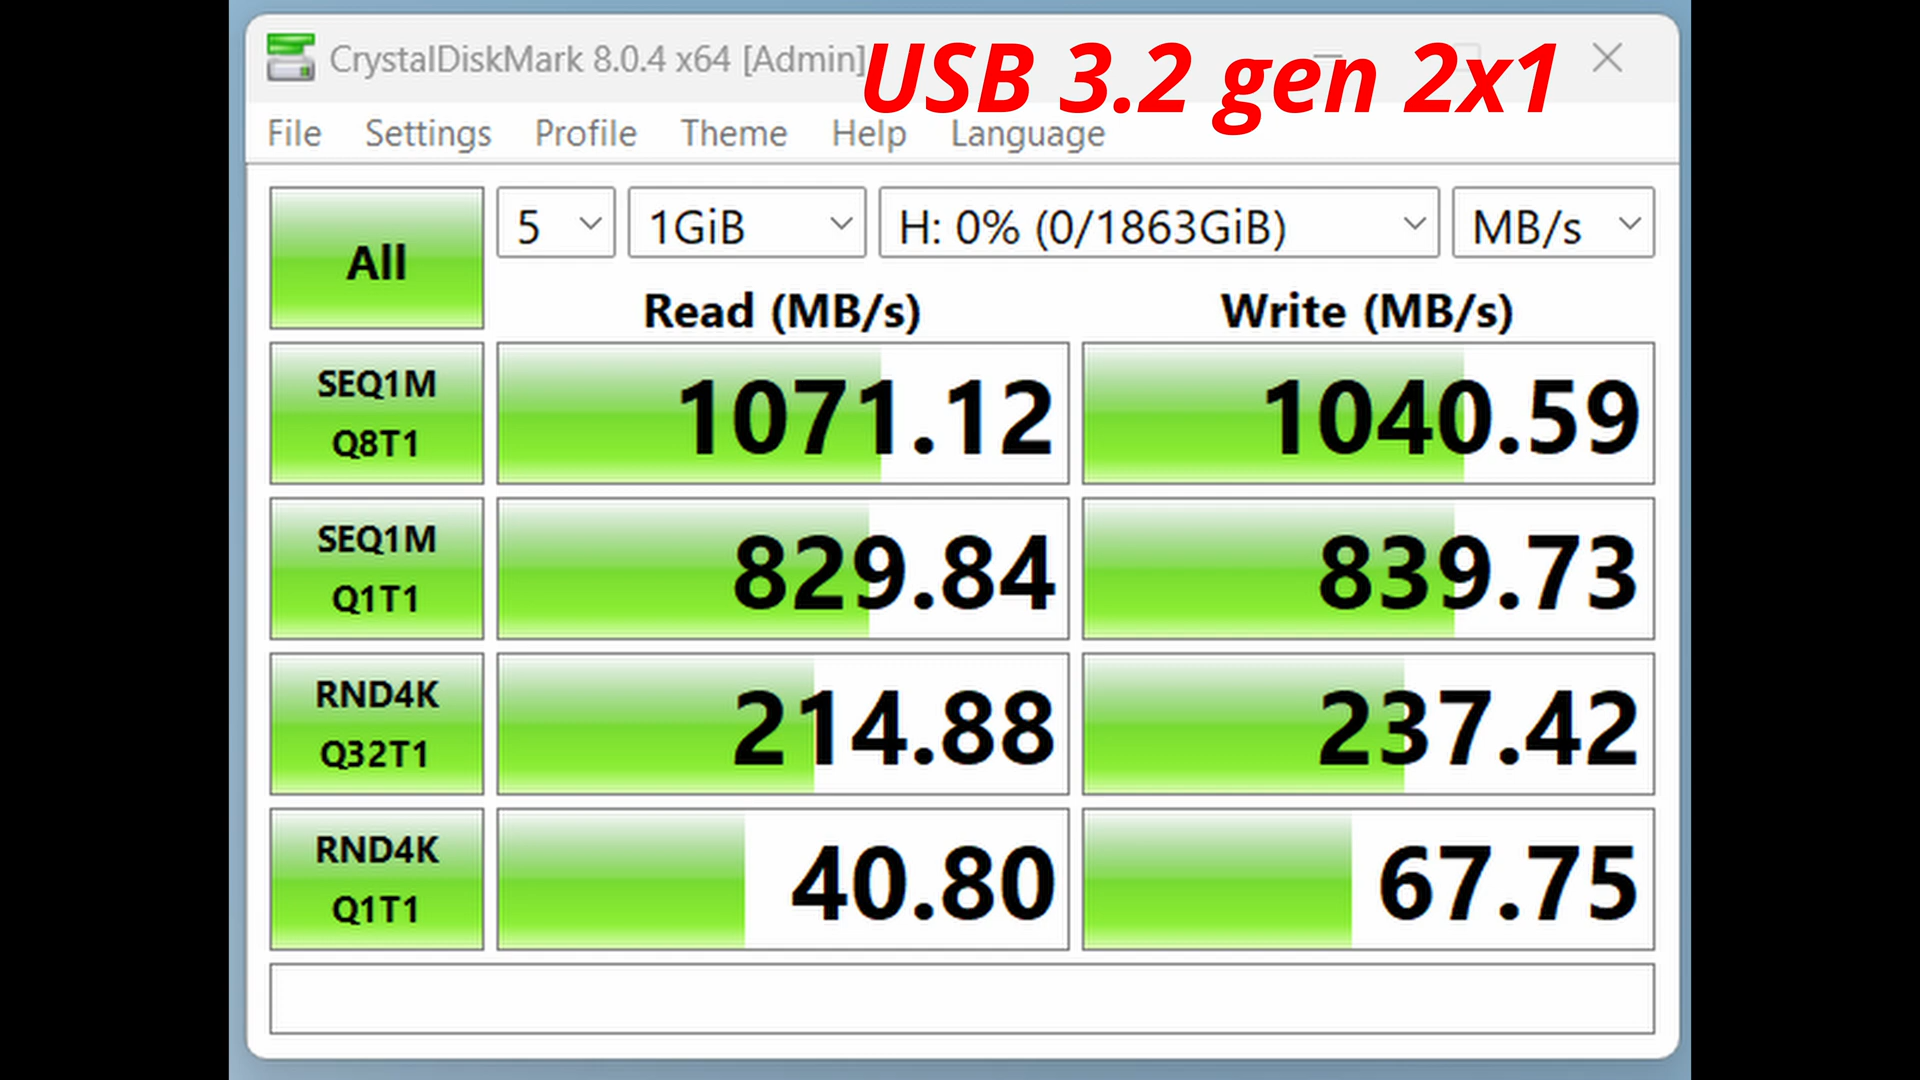 CrystalDiskMark 8.0.4 x64 [Admin]
USB 3.2 gen 2x1
File Settings Profile Theme Help Language
All 5 1GiB H: 0% (0/1863GiB) MB/s
Read (MB/s) Write (MB/s)
SEQ1M
Q8T1
1071.12 1040.59
SEQ1M
Q1T1
829.84 839.73
RND4K
Q32T1
214.88 237.42
RND4K
Q1T1
40.80 67.75